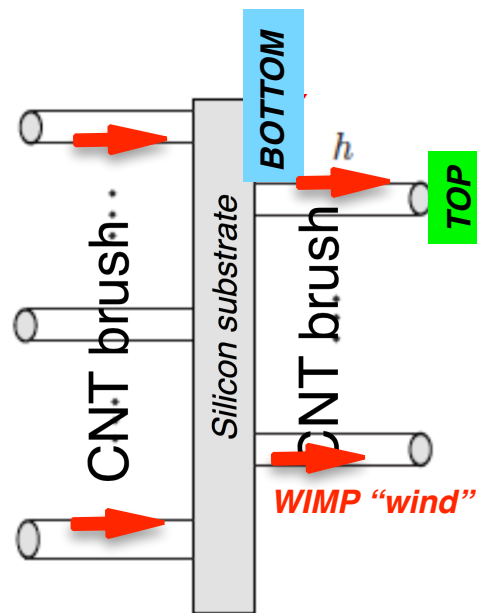 BOTTOM
h
TOP
CNT brush
Silicon substrate
CNT brush
WIMP “wind”